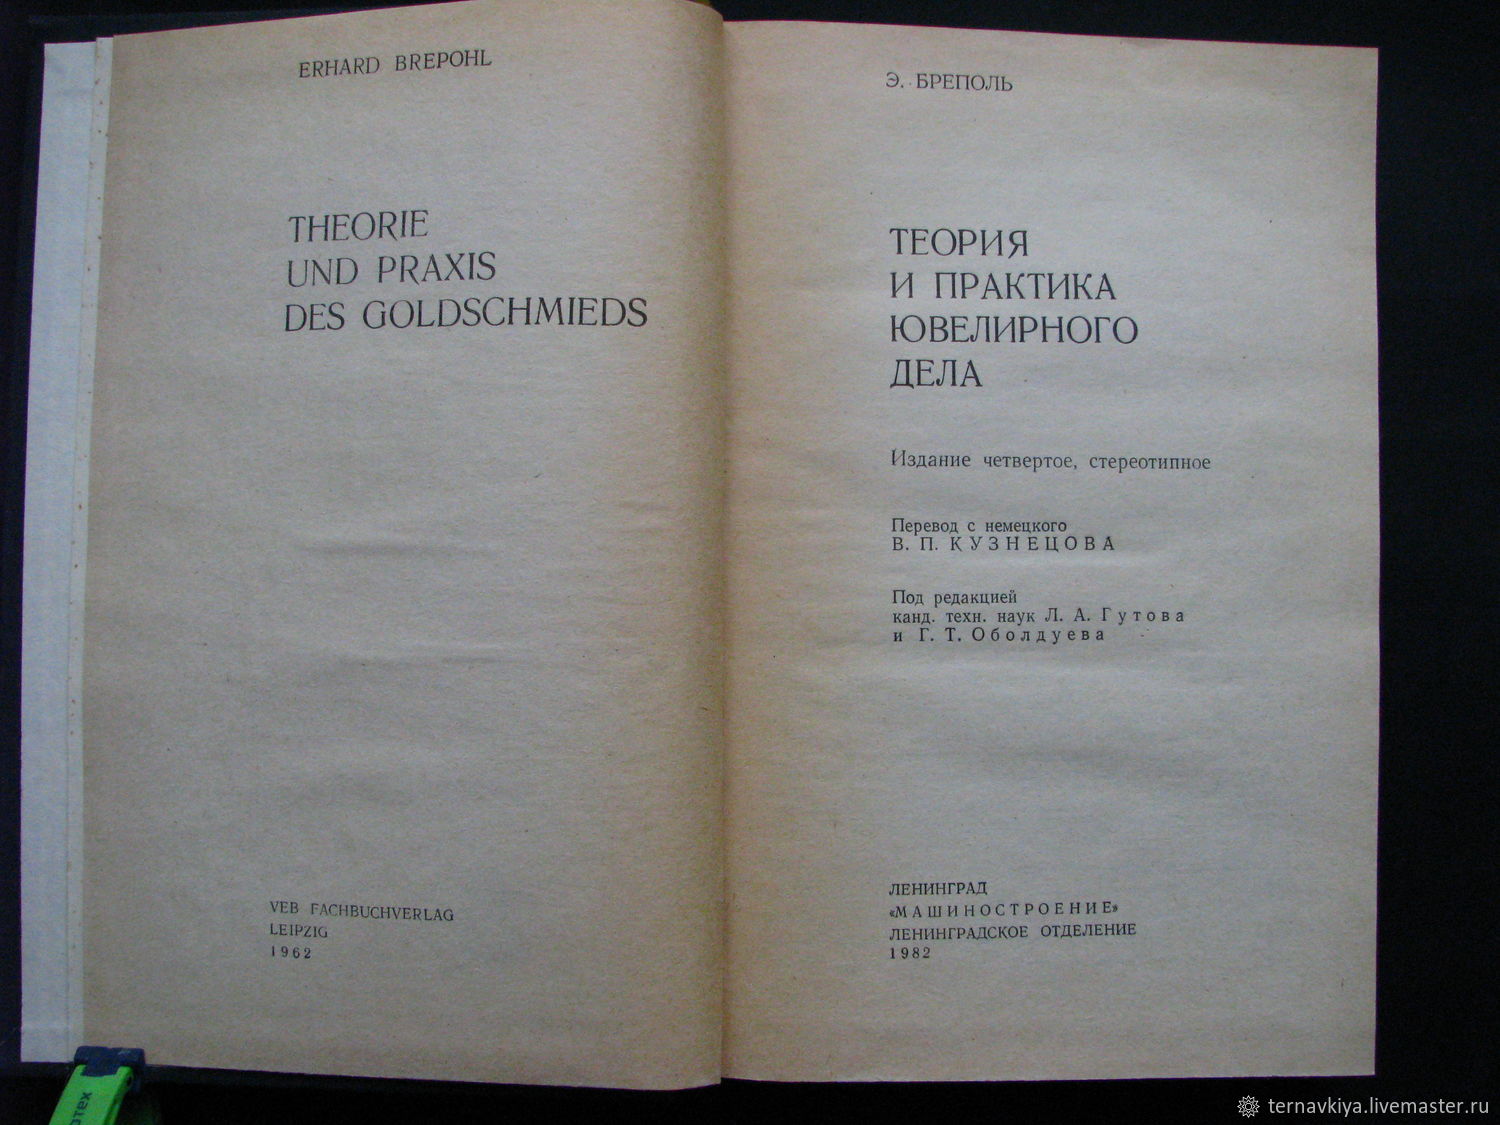 ERHARD BREPOHL
THEORIE
UND PRAXIS
DES GOLDSCHMIEDS
VEB FACHBUCHVERLAG
LEIPZIG
1962
Э. БРЕПОЛЬ
ТЕОРИЯ
И ПРАКТИКА
ЮВЕЛИРНОГО
ДЕЛА
Издание четвертое, стереотипное
Перевод с немецкого
В. П. КУЗНЕЦОВА
Под редакцией
канд. техн. наук Л. А. Гутова
и Г. Т. Оболдуева
ЛЕНИНГРАД
«МАШИНОСТРОЕНИЕ»
ЛЕНИНГРАДСКОЕ ОТДЕЛЕНИЕ
1982
ternavkiya.livemaster.ru